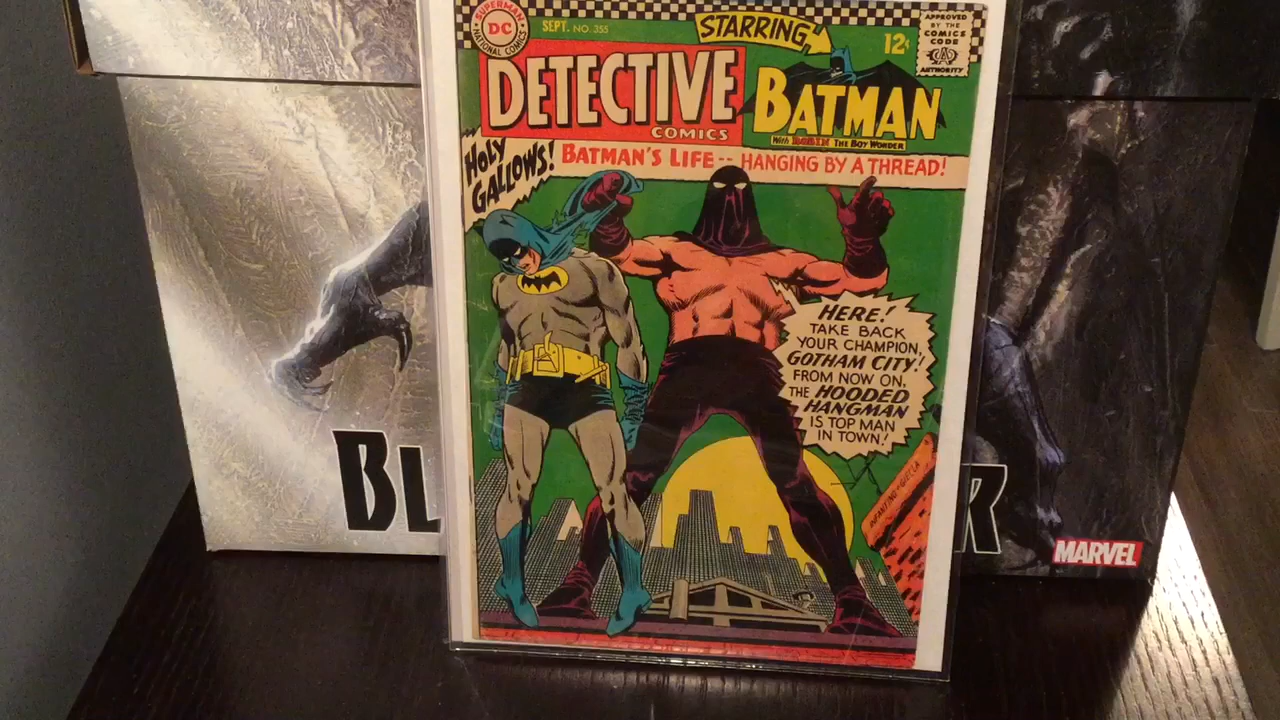 SUPERMAN
DC
NATIONAL COMICS
SEPT. NO. 355
STARRING
12¢
APPROVED
BY THE
COMICS
CODE
AUTHORITY
DETECTIVE
COMICS
BATMAN
With ROBIN THE BOY WONDER
HOLY
GALLOWS!
BATMAN'S LIFE-- HANGING BY A THREAD!
HERE!
TAKE BACK
YOUR CHAMPION,
GOTHAM CITY!
FROM NOW ON,
THE HOODED
HANGMAN
IS TOP MAN
IN TOWN!
INFANTINO & GIELLA
BL
R
MARVEL